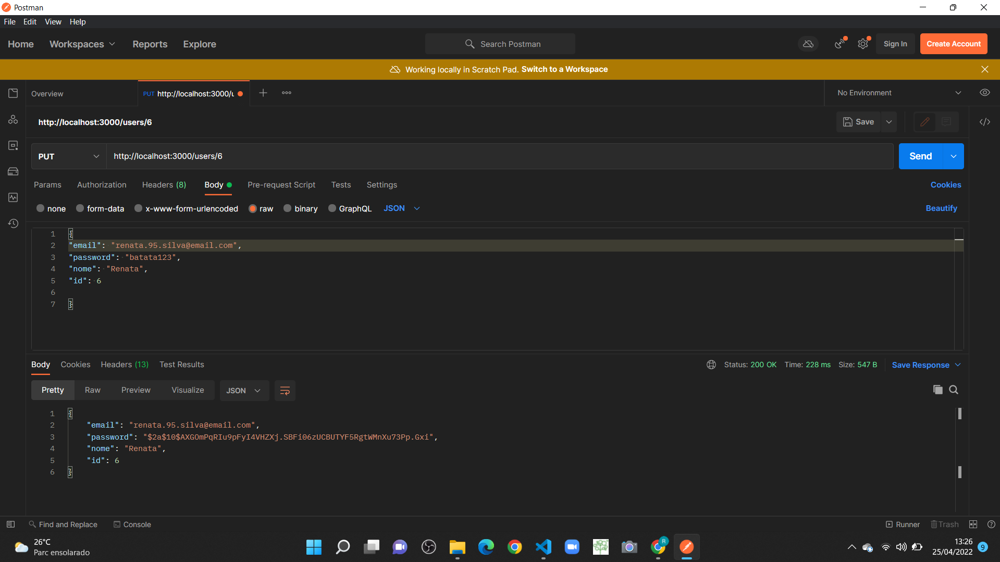 Postman
File Edit View Help
Home Workspaces Reports Explore Search Postman Sign In Create Account
Working locally in Scratch Pad. Switch to a Workspace
Overview PUT http://localhost:3000/u No Environment
http://localhost:3000/users/6 Save
PUT http://localhost:3000/users/6 Send
Params Authorization Headers (8) Body Pre-request Script Tests Settings Cookies
none form-data x-www-form-urlencoded raw binary GraphQL JSON Beautify
1 {
2 "email": "renata.95.silva@email.com",
3 "password": "batata123",
4 "nome": "Renata",
5 "id": 6
6
7 }
Body Cookies Headers (13) Test Results Status: 200 OK Time: 228 ms Size: 547 B Save Response
Pretty Raw Preview Visualize JSON
1 {
2 "email": "renata.95.silva@email.com",
3 "password": "$2a$10$AXGOmPqRIu9pFyI4VHZXj.SBFi06zUCBUTYF5RgtWMnXu73Pp.Gxi",
4 "nome": "Renata",
5 "id": 6
6 }
Find and Replace Console Runner Trash
26°C
Parc ensolarado
R
13:26
25/04/2022
9